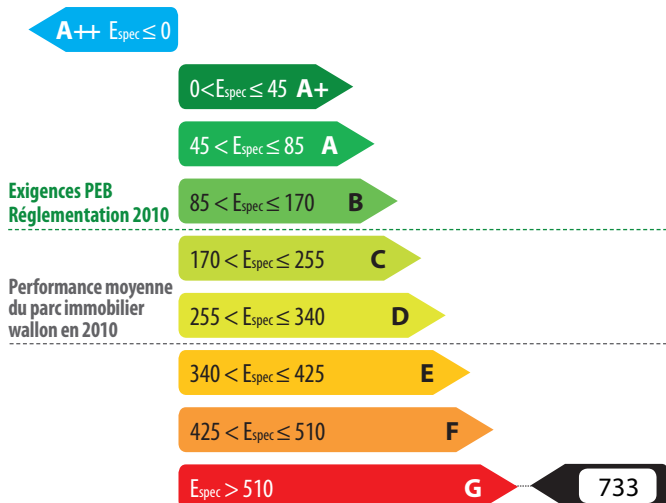 A++ Espec ≤ 0
0<Espec ≤ 45 A+
45 < Espec ≤ 85 A
Exigences PEB
Réglementation 2010
85 < Espec ≤ 170 B
170 < Espec ≤ 255 C
Performance moyenne
du parc immobilier
wallon en 2010
255 < Espec ≤ 340 D
340 < Espec ≤ 425 E
425 < Espec ≤ 510 F
Espec > 510 G 733